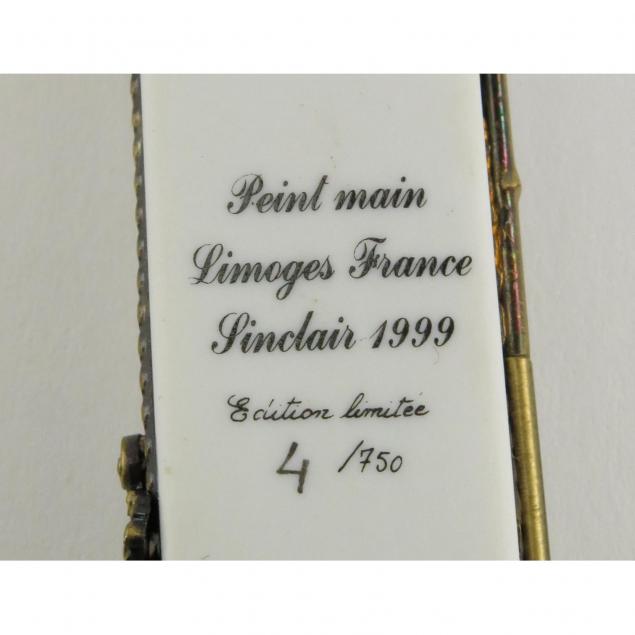 Peint main
Limoges France
Sinclair 1999
Edition limitée
4 /750